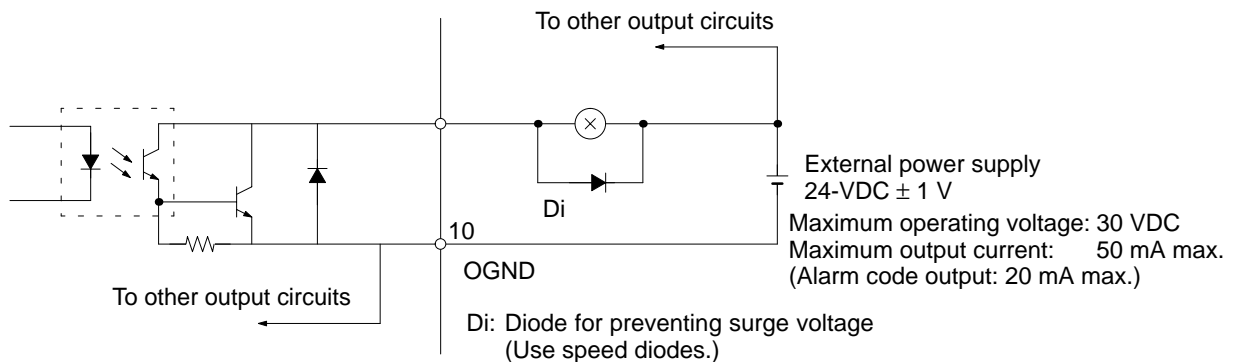 To other output circuits
External power supply
24-VDC ± 1 V
Di
Maximum operating voltage: 30 VDC
10
Maximum output current: 50 mA max.
OGND
(Alarm code output: 20 mA max.)
To other output circuits
Di: Diode for preventing surge voltage
(Use speed diodes.)